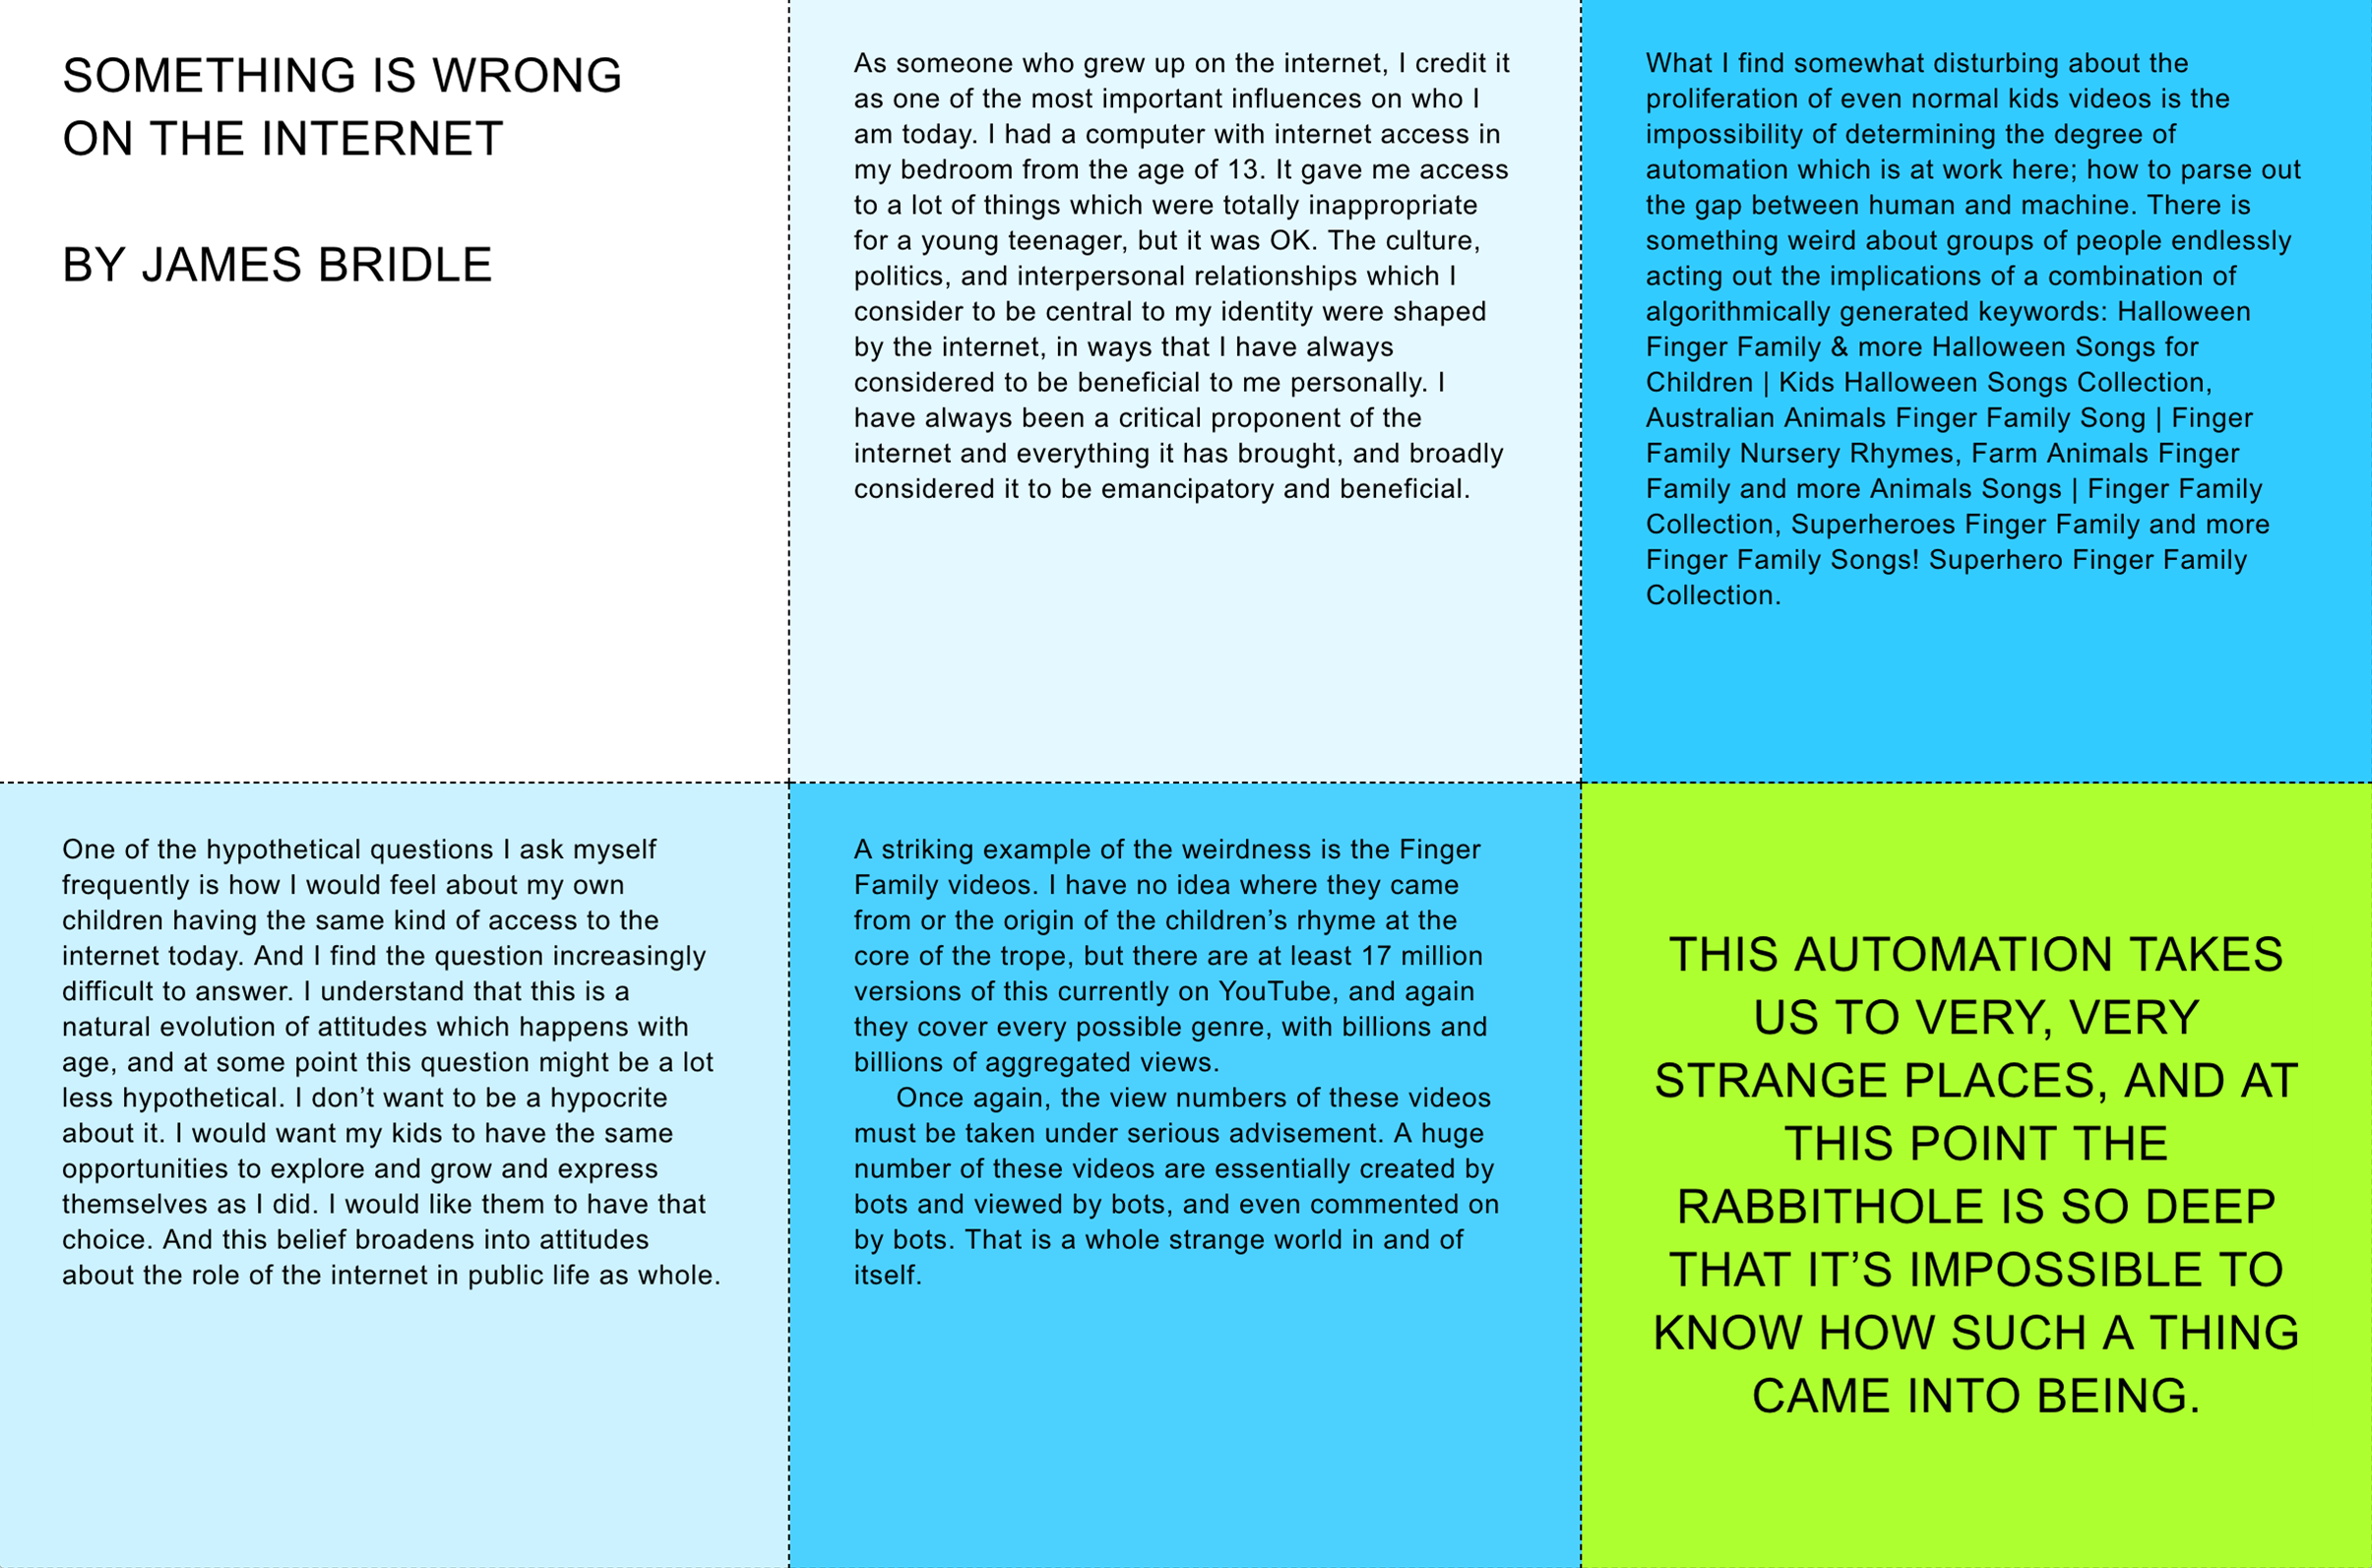 SOMETHING IS WRONG
ON THE INTERNET
BY JAMES BRIDLE
As someone who grew up on the internet, I credit it
as one of the most important influences on who I
am today. I had a computer with internet access in
my bedroom from the age of 13. It gave me access
to a lot of things which were totally inappropriate
for a young teenager, but it was OK. The culture,
politics, and interpersonal relationships which I
consider to be central to my identity were shaped
by the internet, in ways that I have always
considered to be beneficial to me personally. I
have always been a critical proponent of the
internet and everything it has brought, and broadly
considered it to be emancipatory and beneficial.
What I find somewhat disturbing about the
proliferation of even normal kids videos is the
impossibility of determining the degree of
automation which is at work here; how to parse out
the gap between human and machine. There is
something weird about groups of people endlessly
acting out the implications of a combination of
algorithmically generated keywords: Halloween
Finger Family & more Halloween Songs for
Children | Kids Halloween Songs Collection,
Australian Animals Finger Family Song | Finger
Family Nursery Rhymes, Farm Animals Finger
Family and more Animals Songs | Finger Family
Collection, Superheroes Finger Family and more
Finger Family Songs! Superhero Finger Family
Collection.
One of the hypothetical questions I ask myself
frequently is how I would feel about my own
children having the same kind of access to the
internet today. And I find the question increasingly
difficult to answer. I understand that this is a
natural evolution of attitudes which happens with
age, and at some point this question might be a lot
less hypothetical. I don’t want to be a hypocrite
about it. I would want my kids to have the same
opportunities to explore and grow and express
themselves as I did. I would like them to have that
choice. And this belief broadens into attitudes
about the role of the internet in public life as whole.
A striking example of the weirdness is the Finger
Family videos. I have no idea where they came
from or the origin of the children’s rhyme at the
core of the trope, but there are at least 17 million
versions of this currently on YouTube, and again
they cover every possible genre, with billions and
billions of aggregated views.
Once again, the view numbers of these videos
must be taken under serious advisement. A huge
number of these videos are essentially created by
bots and viewed by bots, and even commented on
by bots. That is a whole strange world in and of
itself.
THIS AUTOMATION TAKES
US TO VERY, VERY
STRANGE PLACES, AND AT
THIS POINT THE
RABBITHOLE IS SO DEEP
THAT IT’S IMPOSSIBLE TO
KNOW HOW SUCH A THING
CAME INTO BEING.